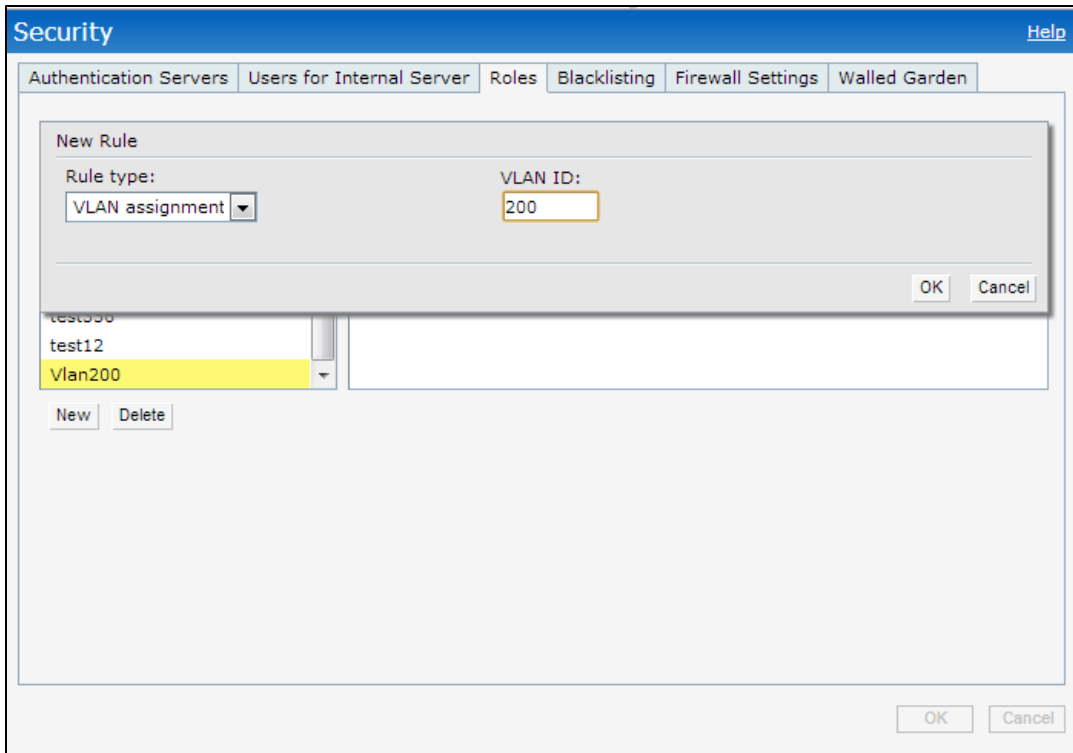 Security Help
Authentication Servers Users for Internal Server Roles Blacklisting Firewall Settings Walled Garden
New Rule
Rule type: VLAN ID:
VLAN assignment 200
OK Cancel
test12
Vlan200
New Delete
OK Cancel